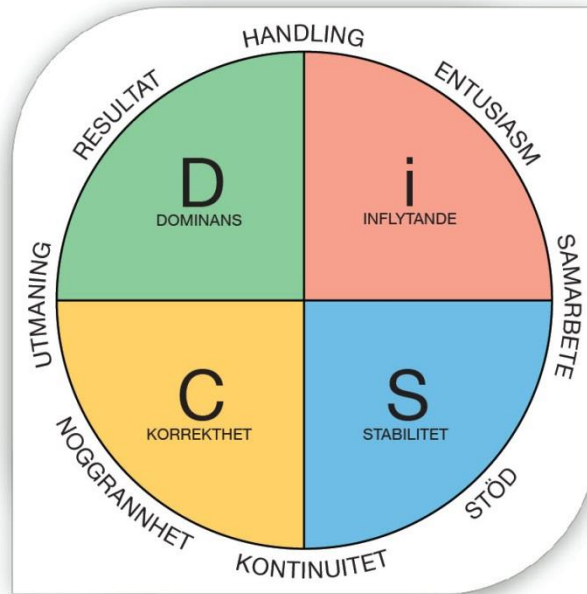 HANDLING
RESULTAT
ENTUSIASM
D
DOMINANS
i
INFLYTANDE
UTMANING
SAMARBETE
C
KORREKTHET
S
STABILITET
NOGGRANNHET
STÖD
KONTINUITET